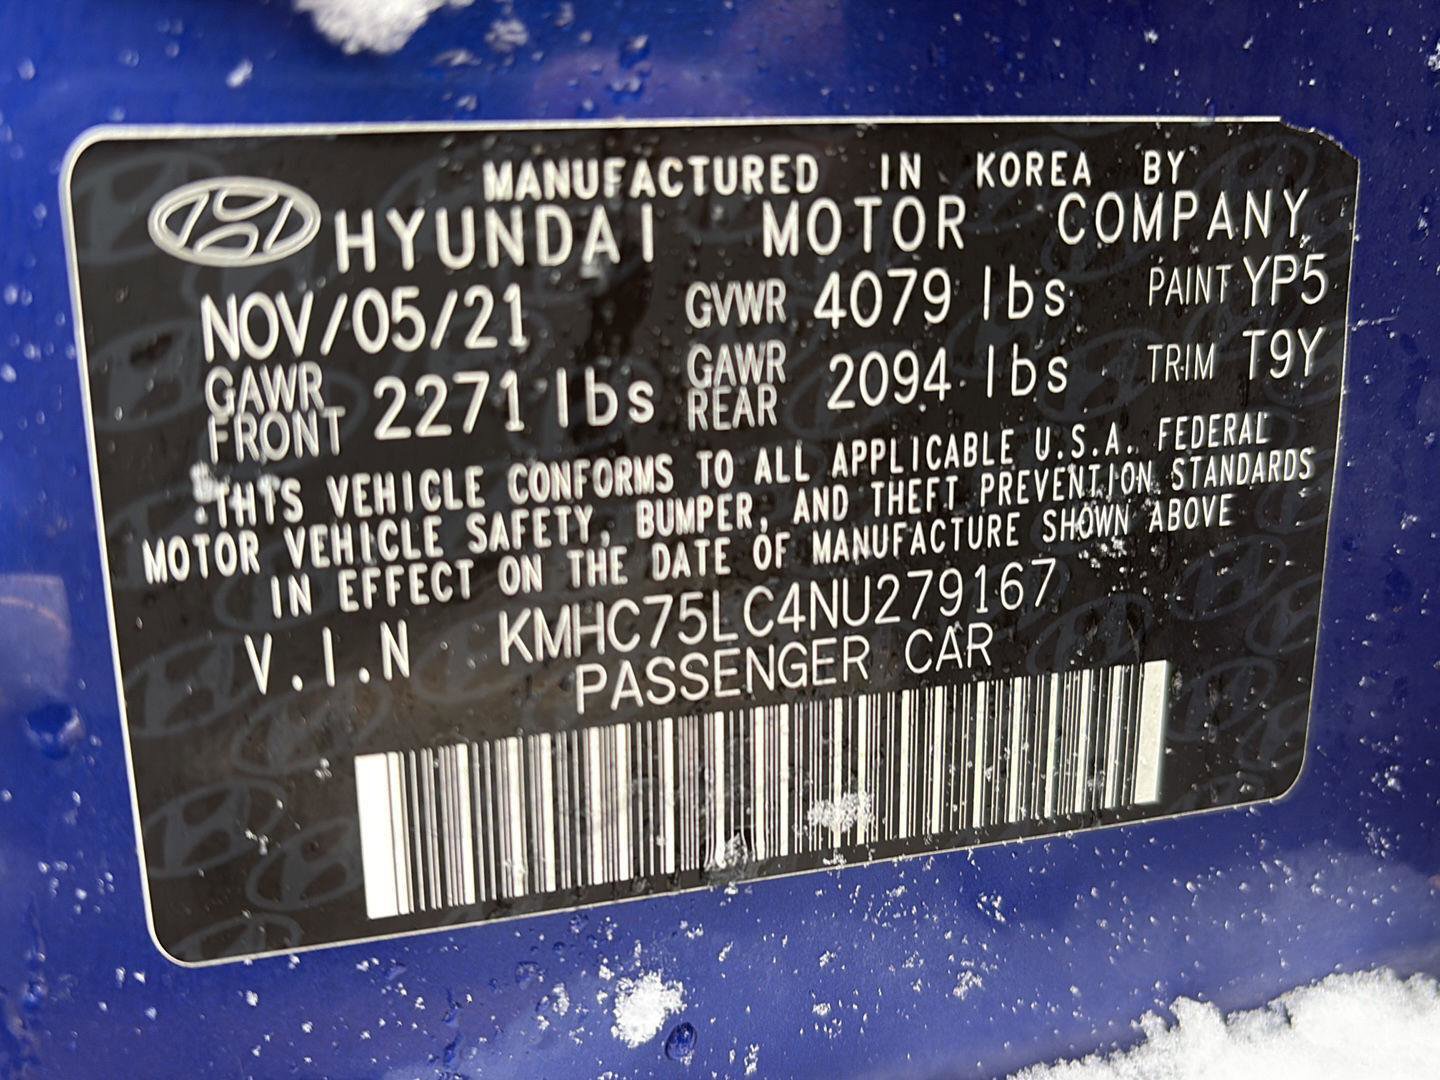 MANUFACTURED IN KOREA BY
HYUNDAI MOTOR COMPANY
NOV/05/21 GVWR 4079 lbs PAINT YP5
GAWR FRONT 2271 lbs GAWR REAR 2094 lbs TRIM T9Y
THIS VEHICLE CONFORMS TO ALL APPLICABLE U.S.A. FEDERAL
MOTOR VEHICLE SAFETY, BUMPER, AND THEFT PREVENTION STANDARDS
IN EFFECT ON THE DATE OF MANUFACTURE SHOWN ABOVE
V.I.N KMHC75LC4NU279167
PASSENGER CAR